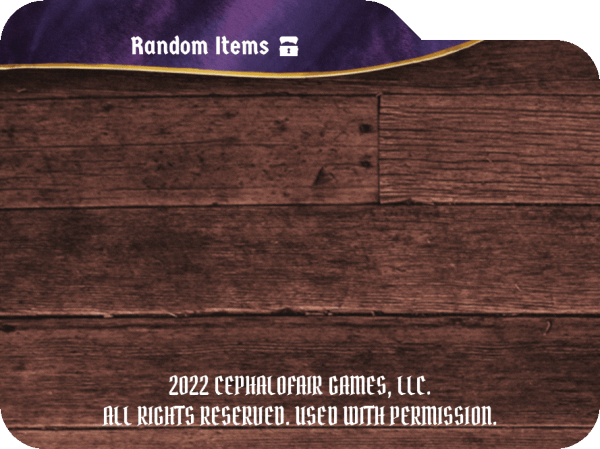 Random Items
2022 CEPHALOFAIR GAMES, LLC.
ALL RIGHTS RESERVED. USED WITH PERMISSION.